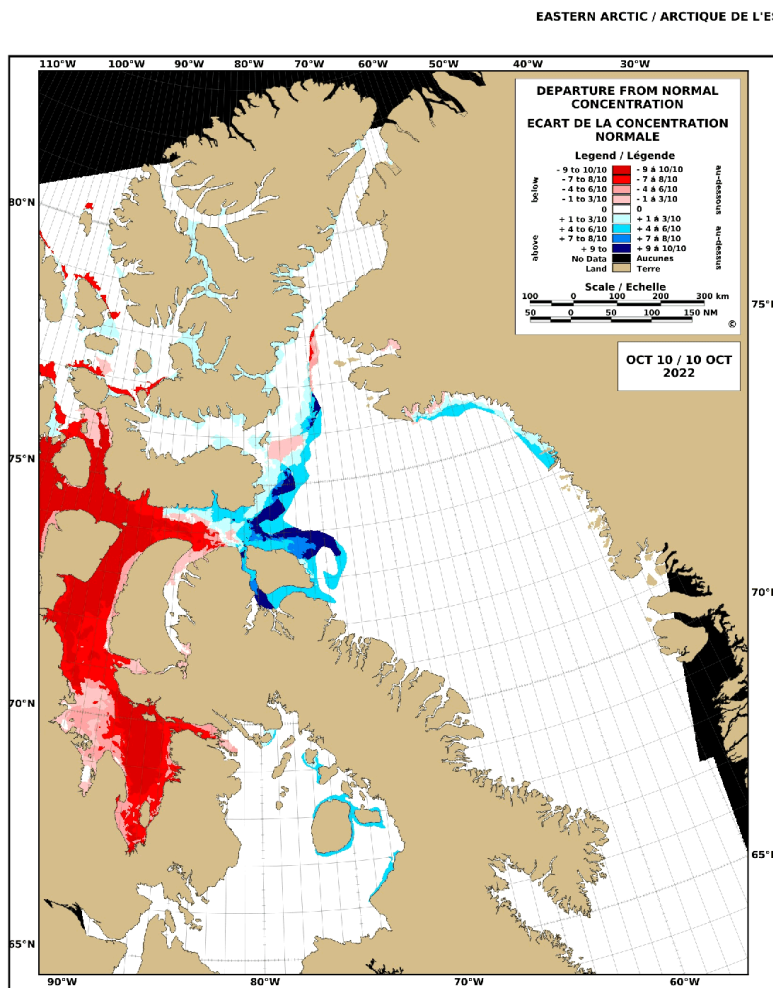 EASTERN ARCTIC / ARCTIQUE DE L'ES
110°W 100°W 90°W 80°W 70°W 60°W 50°W 40°W 30°W
DEPARTURE FROM NORMAL
CONCENTRATION
ECART DE LA CONCENTRATION
NORMALE
Legend / Légende
below
au-dessous
- 9 to 10/10 - 9 à 10/10
- 7 to 8/10 - 7 à 8/10
- 4 to 6/10 - 4 à 6/10
- 1 to 3/10 - 1 à 3/10
0 0
above
au-dessus
+ 1 to 3/10 + 1 à 3/10
+ 4 to 6/10 + 4 à 6/10
+ 7 to 8/10 + 7 à 8/10
+ 9 to + 9 à 10/10
No Data Aucunes
Land Terre
Scale / Echelle
100 0 100 200 300 km
50 0 50 100 150 NM
©
OCT 10 / 10 OCT
2022
80°N
75°N
70°N
65°N
75°
70°N
65°N
90°W 80°W 70°W 60°W